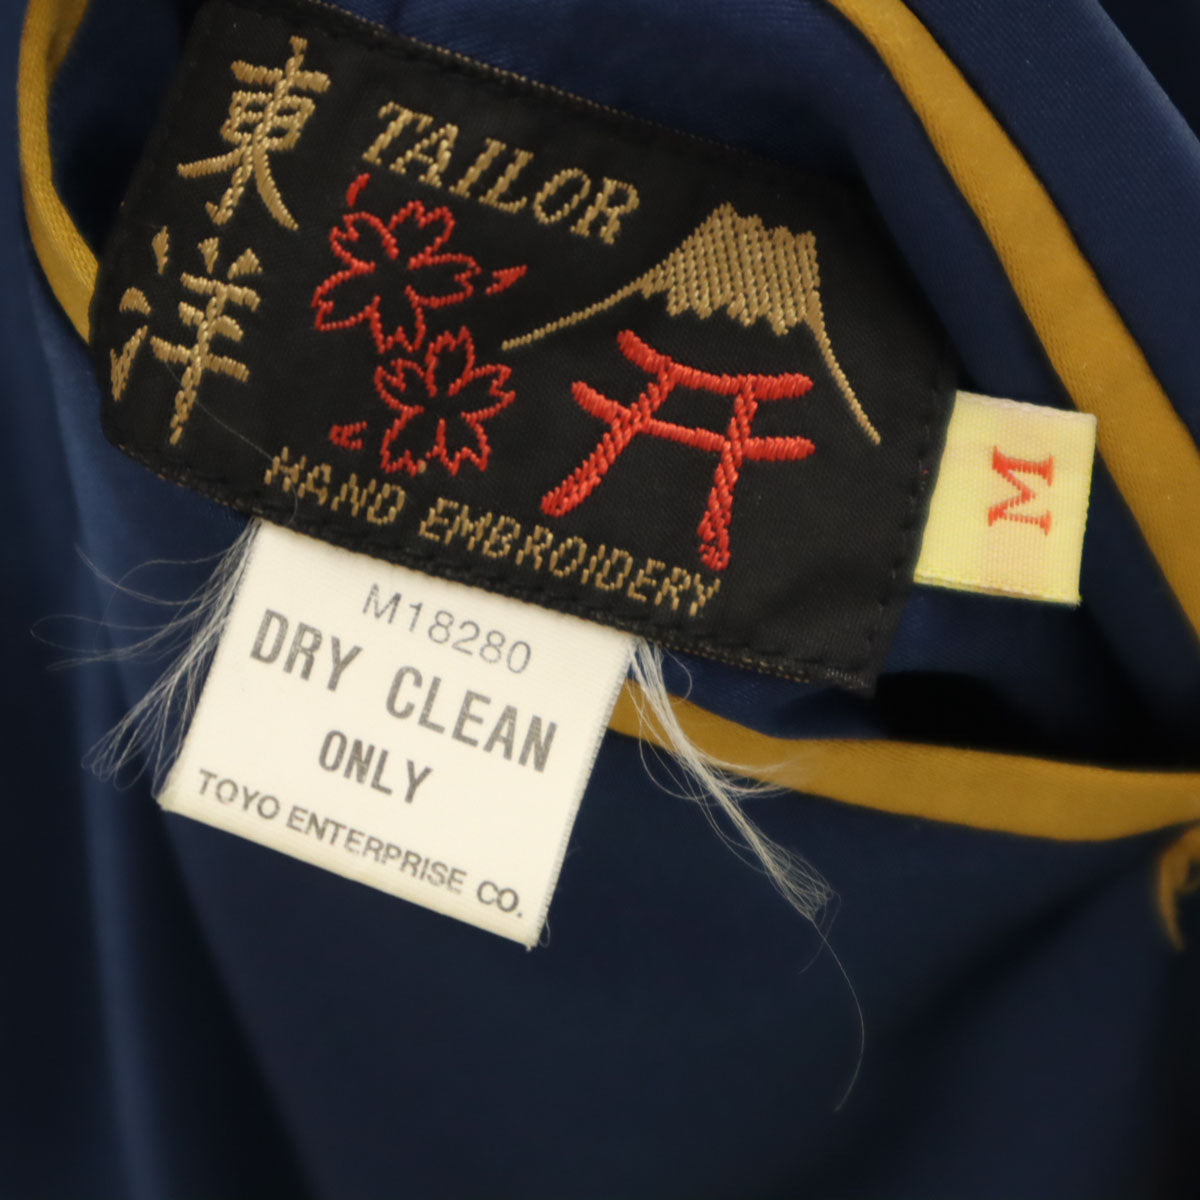 東洋
TAILOR
HAND EMBROIDERY
M
M18280
DRY CLEAN
ONLY
TOYO ENTERPRISE CO.